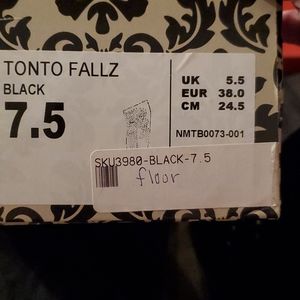 TONTO FALLZ
BLACK
7.5
UK 5.5
EUR 38.0
CM 24.5
NMTB0073-001
SKU3980-BLACK-7.5
floor